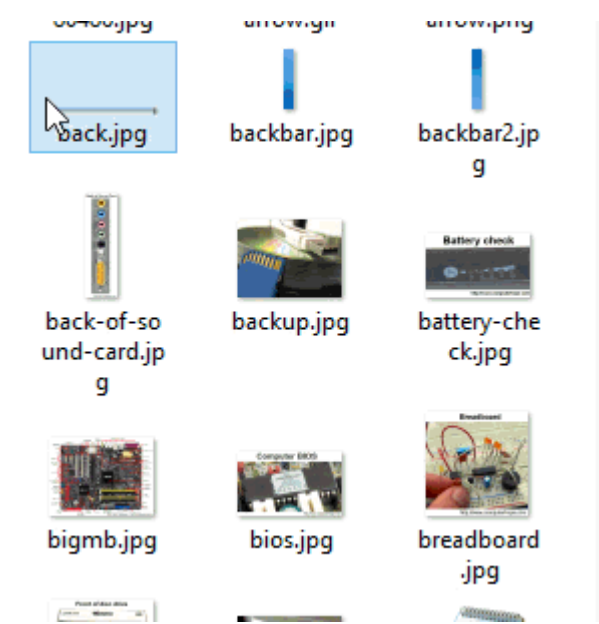 back.jpg
backbar.jpg
backbar2.jp
g
back-of-so
und-card.jp
g
backup.jpg
Battery check
battery-che
ck.jpg
bigmb.jpg
Computer BIOS
bios.jpg
Breadboard
breadboard
.jpg